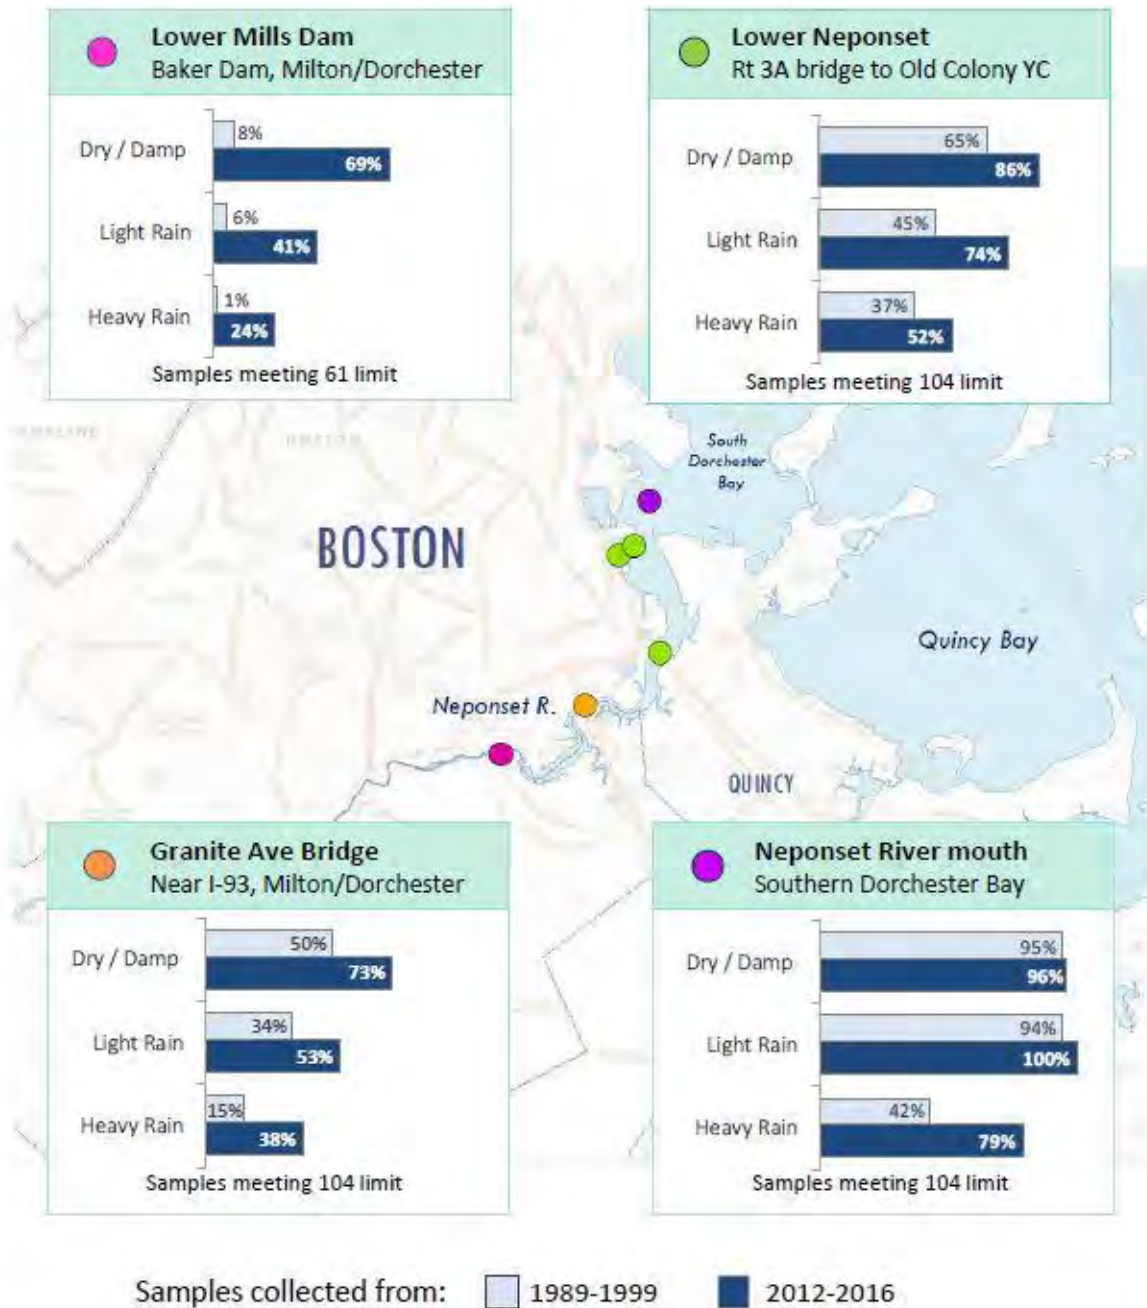 Lower Mills Dam
Baker Dam, Milton/Dorchester
Dry / Damp
8%
69%
Light Rain
6%
41%
Heavy Rain
1%
24%
Samples meeting 61 limit
Lower Neponset
Rt 3A bridge to Old Colony YC
Dry / Damp
65%
86%
Light Rain
45%
74%
Heavy Rain
37%
52%
Samples meeting 104 limit
South
Dorchester
Bay
BOSTON
Quincy Bay
Neponset R.
QUINCY
Granite Ave Bridge
Near I-93, Milton/Dorchester
Dry / Damp
50%
73%
Light Rain
34%
53%
Heavy Rain
15%
38%
Samples meeting 104 limit
Neponset River mouth
Southern Dorchester Bay
Dry / Damp
95%
96%
Light Rain
94%
100%
Heavy Rain
42%
79%
Samples meeting 104 limit
Samples collected from: 1989-1999 2012-2016